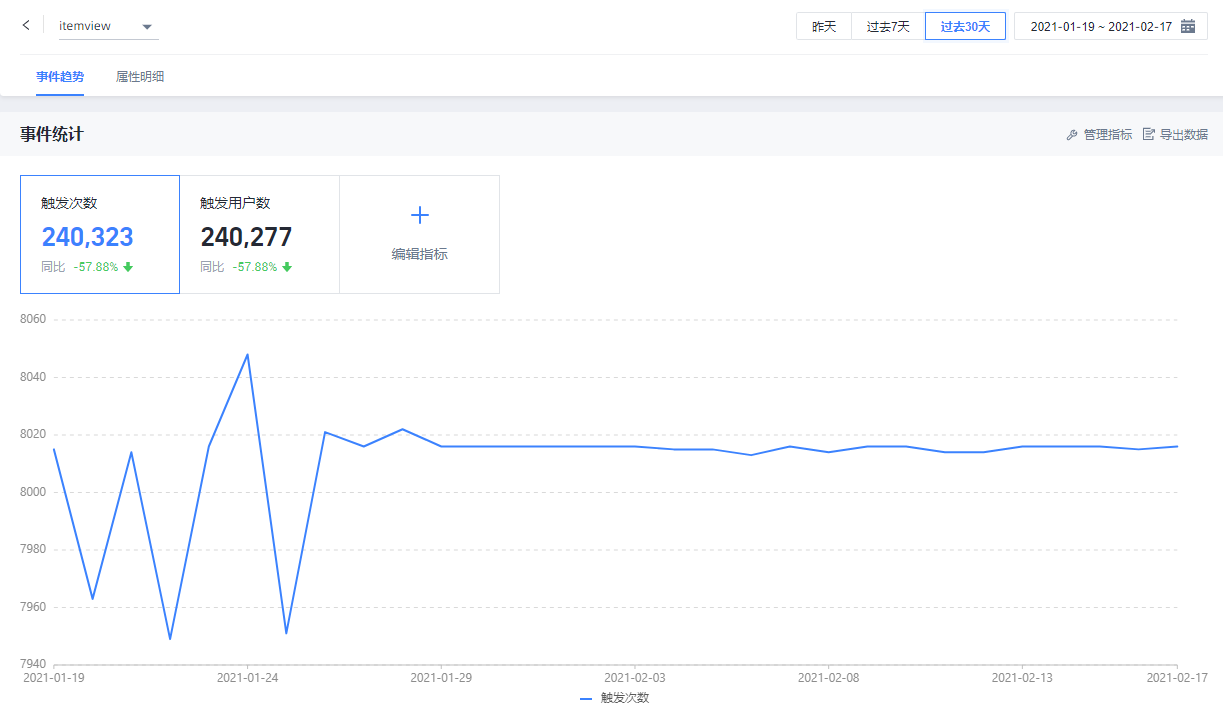 itemview
昨天 过去7天 过去30天 2021-01-19 ~ 2021-02-17
事件趋势 属性明细
事件统计
管理指标 导出数据
触发次数 触发用户数
240,323 240,277
同比 -57.88% 同比 -57.88%
编辑指标
8060
8040
8020
8000
7980
7960
7940
2021-01-19 2021-01-24 2021-01-29 2021-02-03 2021-02-08 2021-02-13 2021-02-17
触发次数